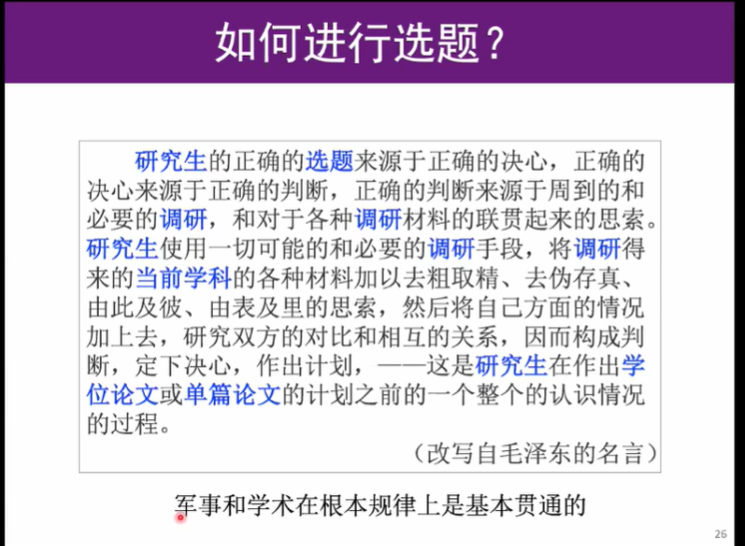 如何进行选题？
研究生的正确的选题来源于正确的决心，正确的
决心来源于正确的判断，正确的判断来源于周到的和
必要的调研，和对于各种调研材料的联贯起来的思索。
研究生使用一切可能的和必要的调研手段，将调研得
来的当前学科的各种材料加以去粗取精、去伪存真、
由此及彼、由表及里的思索，然后将自己方面的情况
加上去，研究双方的对比和相互的关系，因而构成判
断，定下决心，作出计划，——这是研究生在作出学
位论文或单篇论文的计划之前的一个整个的认识情况
的过程。
（改写自毛泽东的名言）
军事和学术在根本规律上是基本贯通的
26